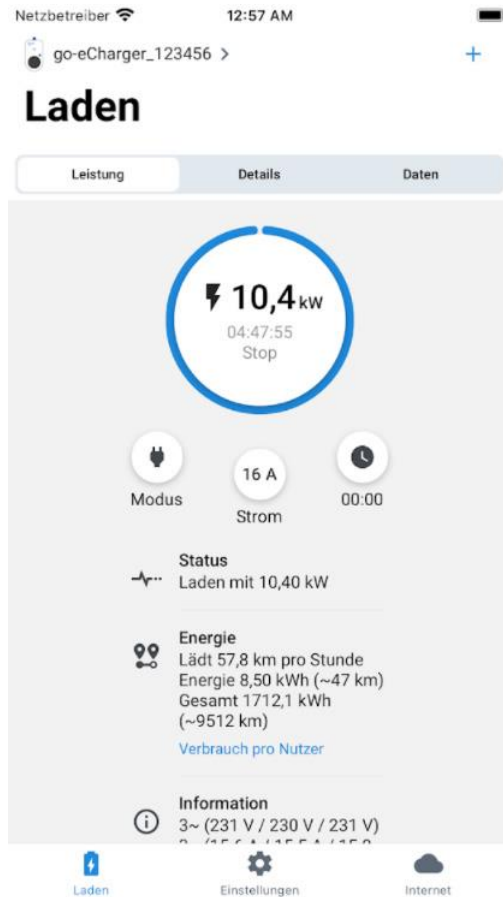 Netzbetreiber 12:57 AM
go-eCharger_123456 >
+
Laden
Leistung Details Daten
10,4 kW
04:47:55
Stop
16 A
Modus Strom 00:00
Status
Laden mit 10,40 kW
Energie
Lädt 57,8 km pro Stunde
Energie 8,50 kWh (~47 km)
Gesamt 1712,1 kWh
(~9512 km)
Verbrauch pro Nutzer
Information
3~ (231 V / 230 V / 231 V)
Laden Einstellungen Internet